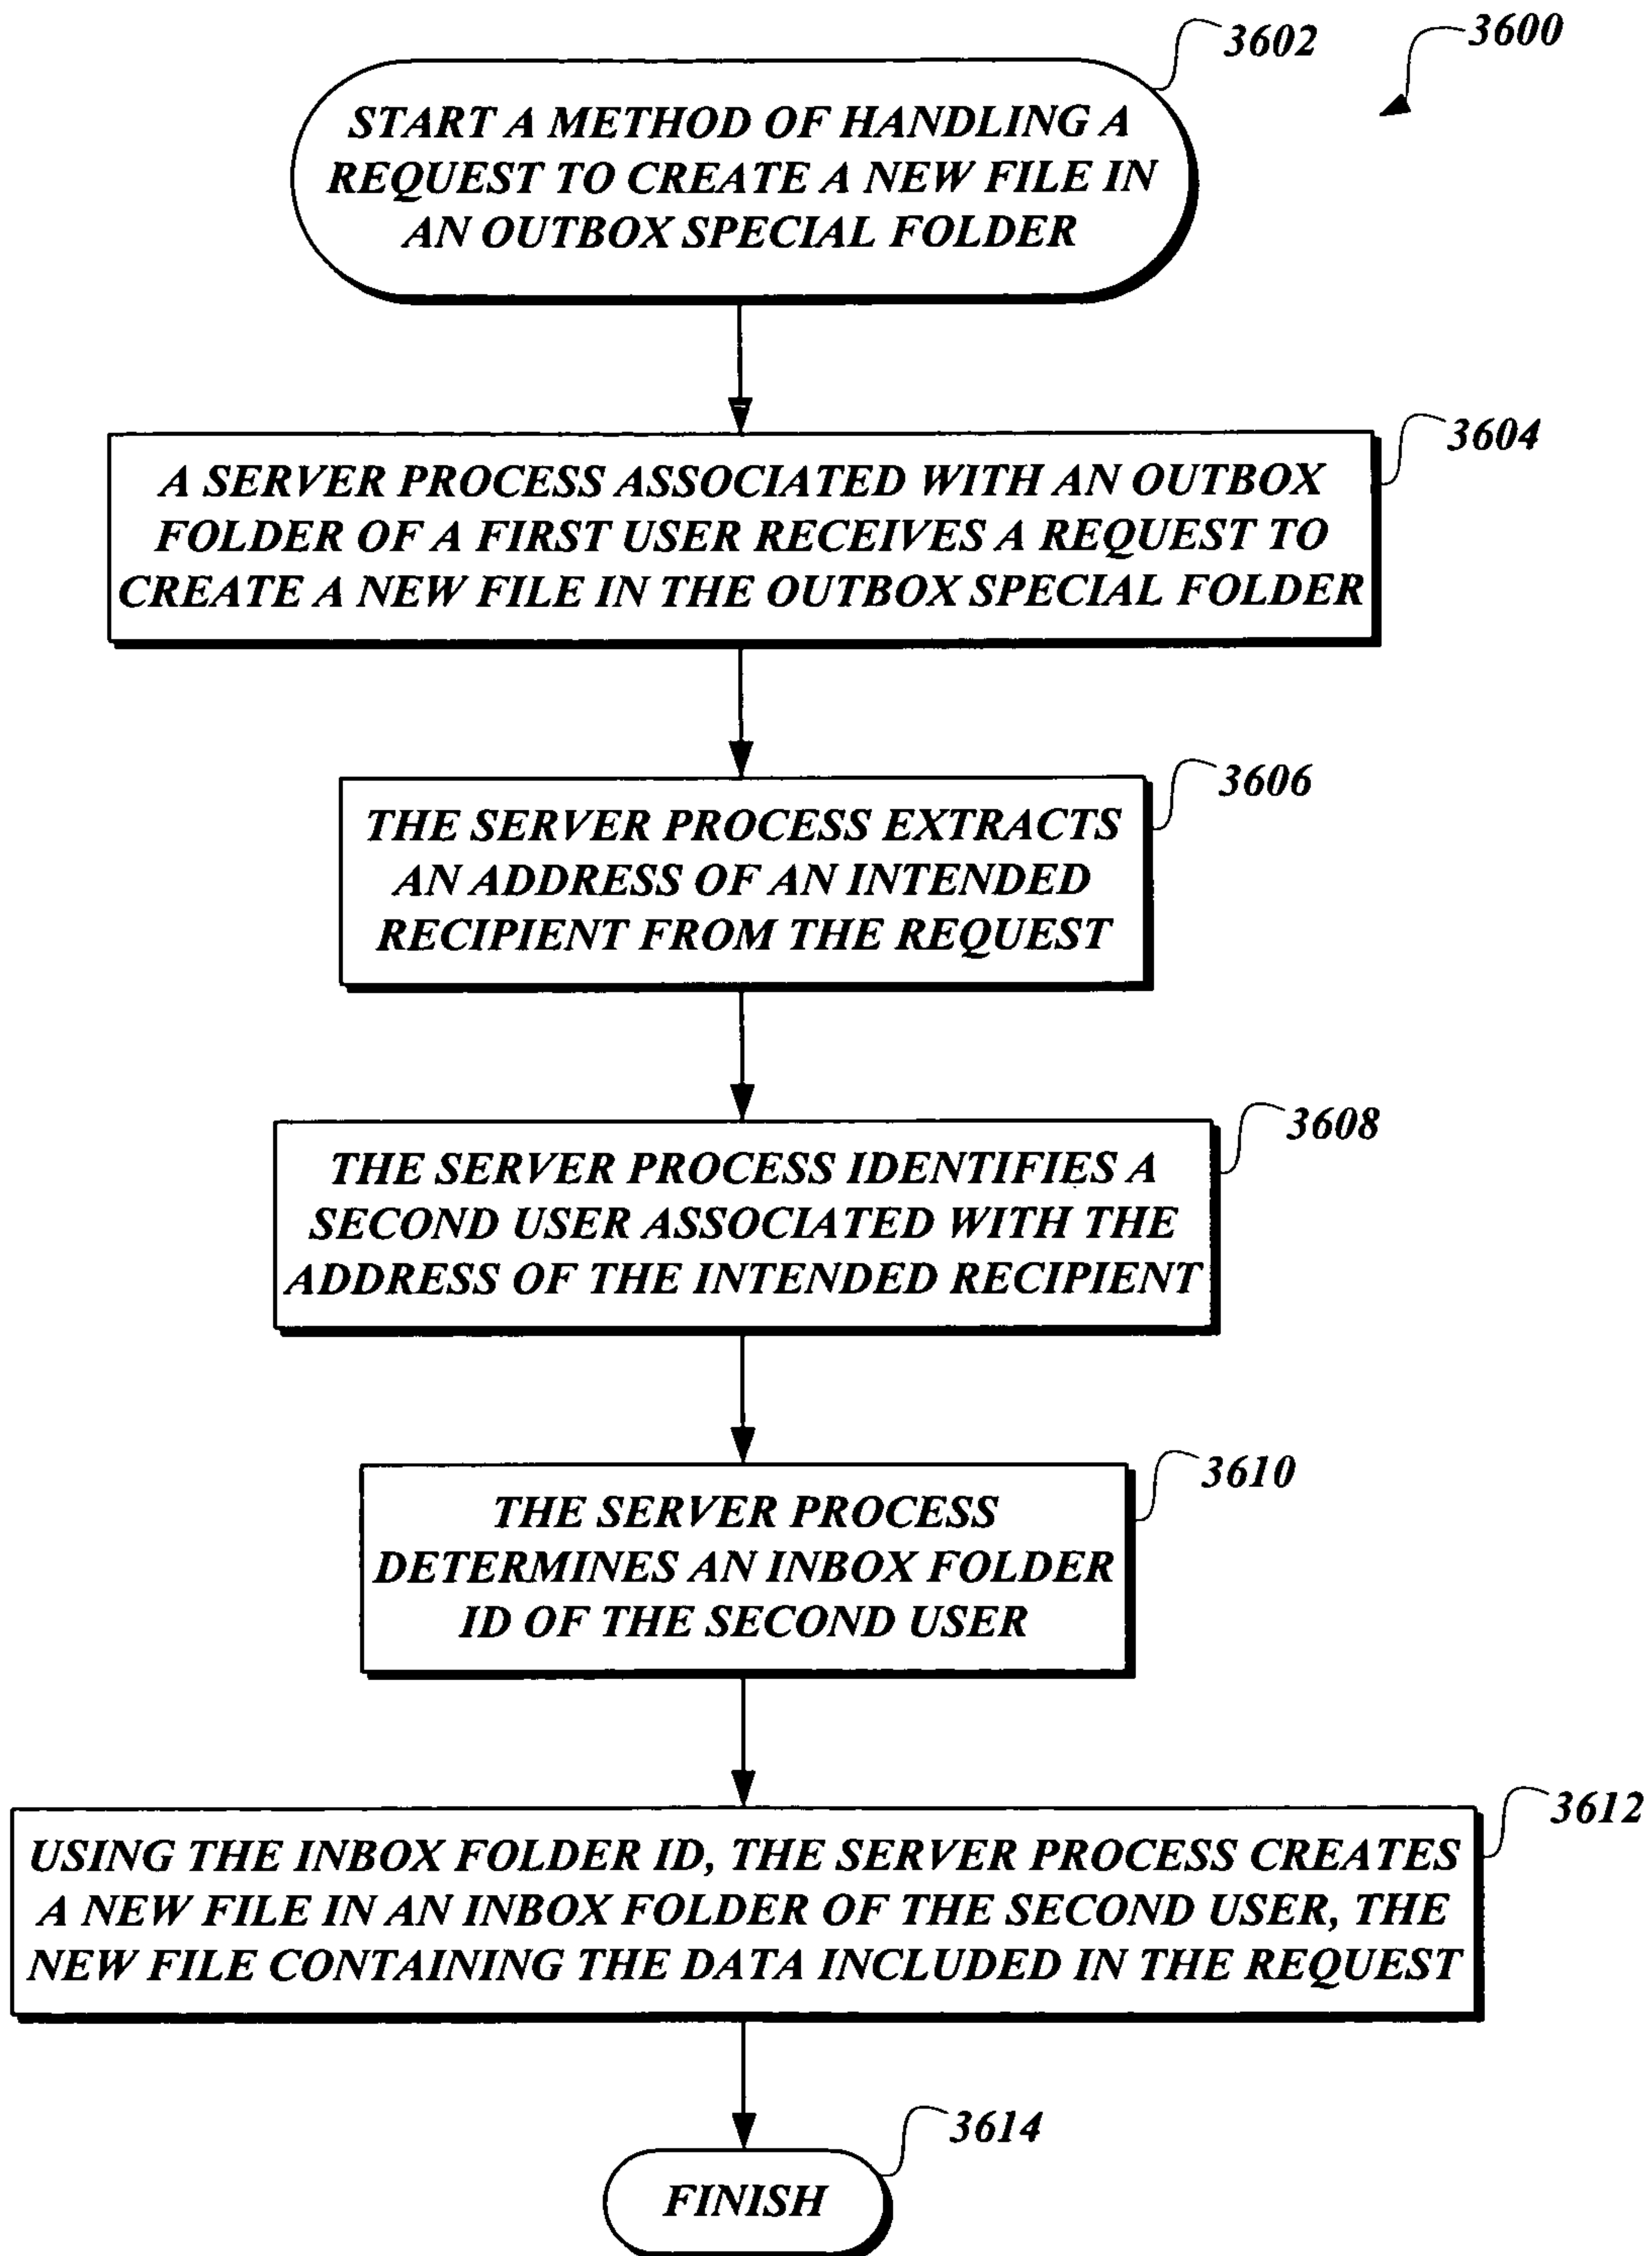 3602
3600
START A METHOD OF HANDLING A
REQUEST TO CREATE A NEW FILE IN
AN OUTBOX SPECIAL FOLDER
3604
A SERVER PROCESS ASSOCIATED WITH AN OUTBOX
FOLDER OF A FIRST USER RECEIVES A REQUEST TO
CREATE A NEW FILE IN THE OUTBOX SPECIAL FOLDER
3606
THE SERVER PROCESS EXTRACTS
AN ADDRESS OF AN INTENDED
RECIPIENT FROM THE REQUEST
3608
THE SERVER PROCESS IDENTIFIES A
SECOND USER ASSOCIATED WITH THE
ADDRESS OF THE INTENDED RECIPIENT
3610
THE SERVER PROCESS
DETERMINES AN INBOX FOLDER
ID OF THE SECOND USER
3612
USING THE INBOX FOLDER ID, THE SERVER PROCESS CREATES
A NEW FILE IN AN INBOX FOLDER OF THE SECOND USER, THE
NEW FILE CONTAINING THE DATA INCLUDED IN THE REQUEST
3614
FINISH